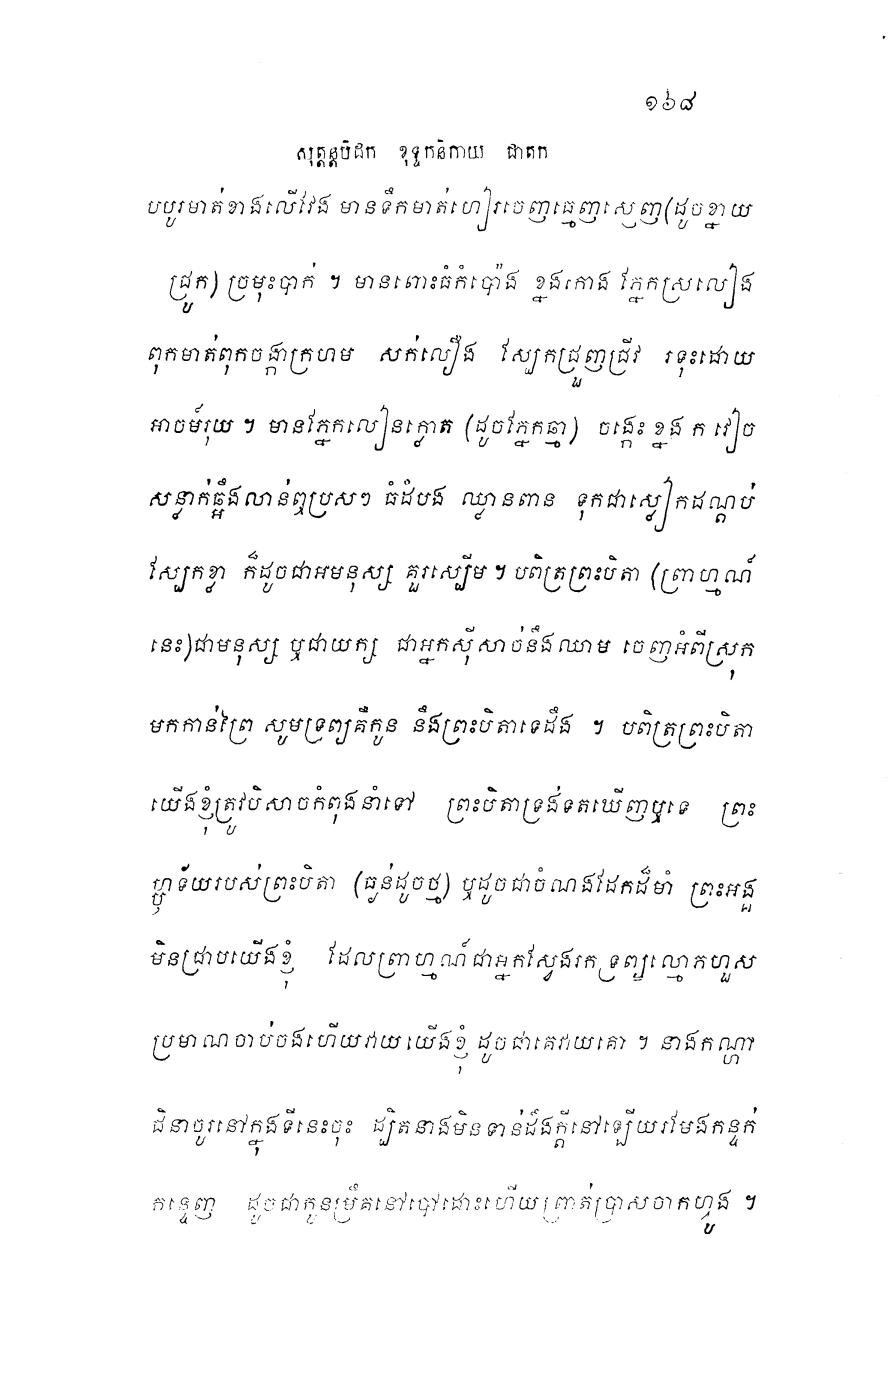 ១៦៨
សុត្តន្តបិដក ខុទ្ទកនិកាយ ជាតក
បបូរមាត់ខាងលើវែង មានទឹកមាត់ហៀរចេញធ្មេញស្មេញ(ដូចខ្នាយ
ជ្រូក) ច្រមុះបាក់ ។ មានពោះធំកំប៉ោង ខ្នងកោង ភ្នែកស្រលៀង
ពុកមាត់ពុកចង្កាក្រហម សក់លឿង ស្បែកជ្រួញជ្រីវ រទុះដោយ
អាចម៍រុយ ។ មានភ្នែកលៀនក្លោត (ដូចភ្នែកឆ្មា) ចង្កេះ ខ្នង ក វៀច
សន្លាក់ឆ្អឹងលាន់ឮប្រសៗ ធំដំបង ឈ្លានពាន ទុកជាស្លៀកដណ្តប់
ស្បែកខ្លា ក៏ដូចជាអមនុស្ស គួរស្បើម ។ បពិត្រព្រះបិតា (ព្រាហ្មណ៍
នេះ)ជាមនុស្ស ឬជាយក្ស ជាអ្នកស៊ីសាច់នឹងឈាម ចេញអំពីស្រុក
មកកាន់ព្រៃ សូមទ្រព្យគឺកូន នឹងព្រះបិតាទេដឹង ។ បពិត្រព្រះបិតា
យើងខ្ញុំត្រូវបិសាចកំពុងនាំទៅ ព្រះបិតាទ្រង់ទតឃើញឬទេ ព្រះ
ហ្ឫទ័យរបស់ព្រះបិតា (ធ្ងន់ដូចថ្ម) ឬដូចជាចំណងដែកដ៏មាំ ព្រះអង្គ
មិនជ្រាបយើងខ្ញុំ ដែលព្រាហ្មណ៍ជាអ្នកស្វែងរកទ្រព្យល្មោភហួស
ប្រមាណចាប់ចងហើយវាយយើងខ្ញុំ ដូចជាគេវាយគោ ។ នាងកណ្ហា
ជិនាចូរនៅក្នុងទីនេះចុះ ដ្បិតនាងមិនទាន់ដឹងក្តីនៅឡើយរមែងកន្ទក់
កន្ទេញ ដូចជាកូនម្រឹគនៅបៅដោះហើយព្រាត់ប្រាសចាកហ្វូង ។